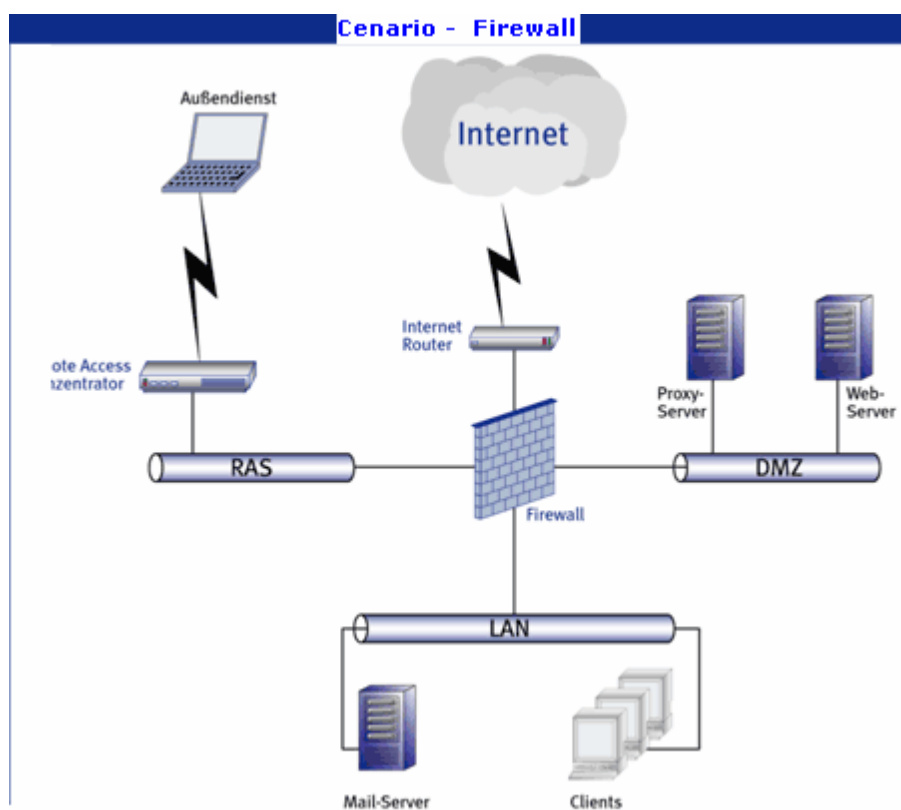 Cenario - Firewall
Außendienst
Internet
Internet
Router
ote Access
nzentrator
Proxy-
Server
Web-
Server
RAS
DMZ
Firewall
LAN
Mail-Server
Clients